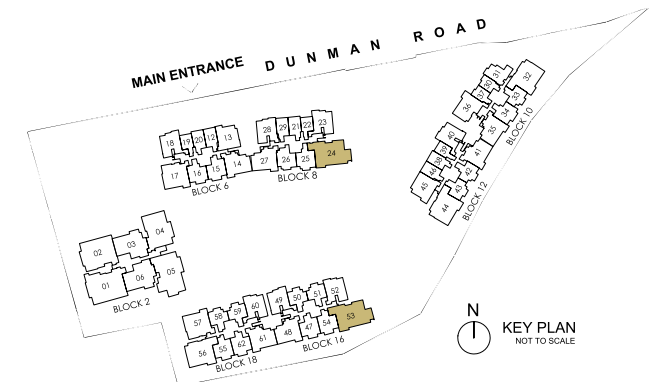 DUNMAN ROAD
MAIN ENTRANCE
31 32
30
37 33
36 34
35
BLOCK 10
40
39 41
38
46 42
45 43
44
BLOCK 12
18 19 20 12 13
17 16 15 14
BLOCK 6
28 29 21 22 23
27 26 25 24
BLOCK 8
04
02 03
01 06 05
BLOCK 2
57 58 59 60
56 55 62 61
BLOCK 18
49 50 51 52
48 47 54 53
BLOCK 16
N
KEY PLAN
NOT TO SCALE